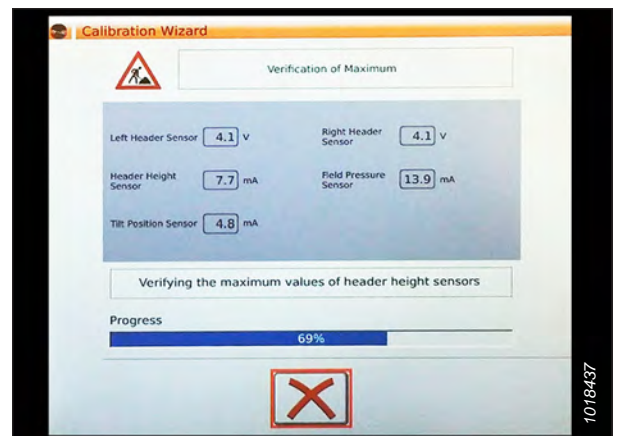 Calibration Wizard
Verification of Maximum
Left Header Sensor 4.1 V
Right Header
Sensor 4.1 V
Header Height
Sensor 7.7 mA
Field Pressure
Sensor 13.9 mA
Tilt Position Sensor 4.8 mA
Verifying the maximum values of header height sensors
Progress
69%
1018437